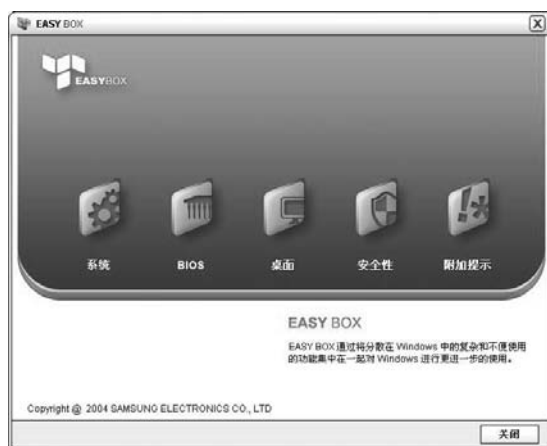 EASY BOX
EASYBOX
系统 BIOS 桌面 安全性 附加提示
EASY BOX
EASY BOX 通过将分散在 Windows 中的复杂和不便使用
的功能集中在一起对 Windows 进行更进一步的使用。
Copyright @ 2004 SAMSUNG ELECTRONICS CO., LTD
关闭